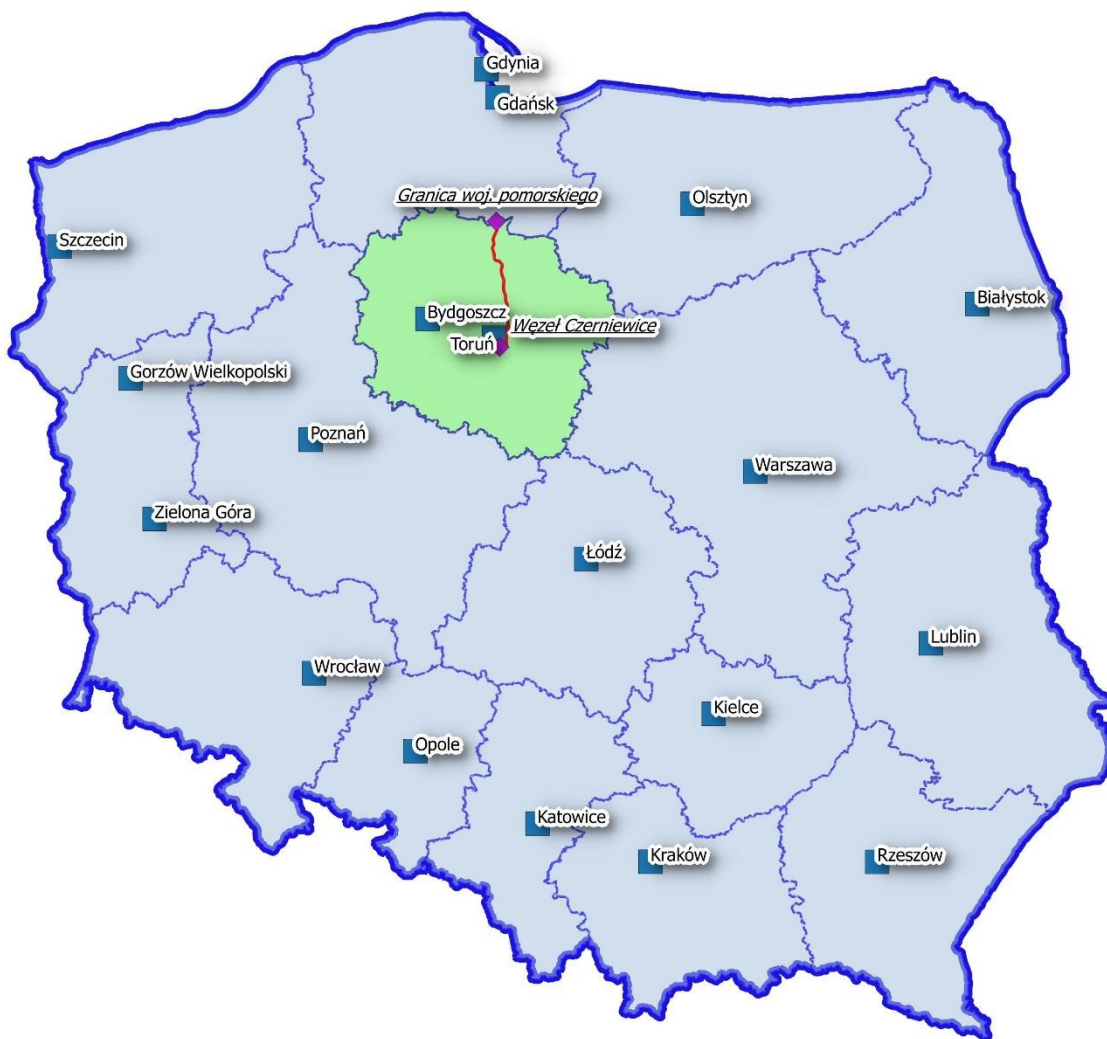 Gdynia
Gdańsk
Granica woj. pomorskiego
Olsztyn
Szczecin
Białystok
Bydgoszcz
Węzeł Czerniewice
Toruń
Gorzów Wielkopolski
Poznań
Warszawa
Zielona Góra
Łódź
Lublin
Wrocław
Kielce
Opole
Katowice
Kraków
Rzeszów